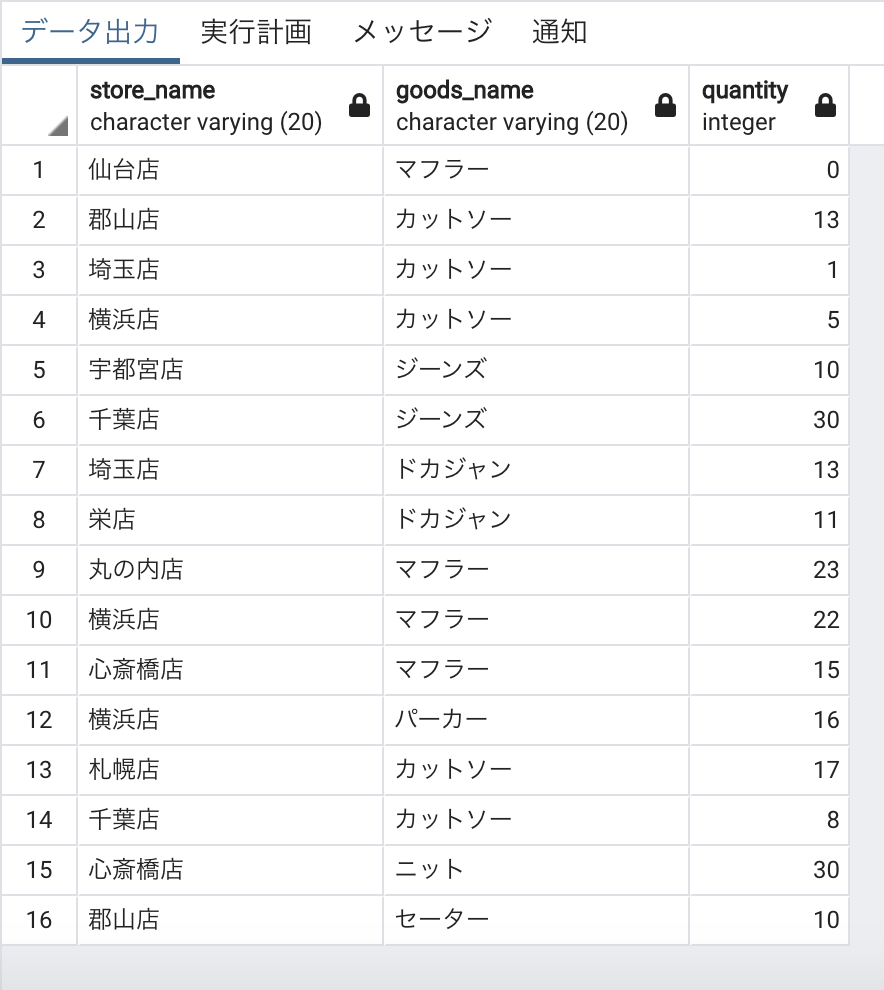 データ出力 実行計画 メッセージ 通知
store_name goods_name quantity
character varying (20) character varying (20) integer
1 仙台店 マフラー 0
2 郡山店 カットソー 13
3 埼玉店 カットソー 1
4 横浜店 カットソー 5
5 宇都宮店 ジーンズ 10
6 千葉店 ジーンズ 30
7 埼玉店 ドカジャン 13
8 栄店 ドカジャン 11
9 丸の内店 マフラー 23
10 横浜店 マフラー 22
11 心斎橋店 マフラー 15
12 横浜店 パーカー 16
13 札幌店 カットソー 17
14 千葉店 カットソー 8
15 心斎橋店 ニット 30
16 郡山店 セーター 10